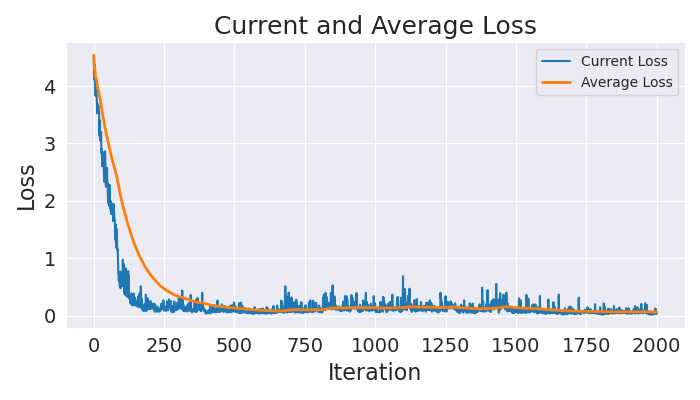 Current and Average Loss
Current Loss
Average Loss
Loss
4
3
2
1
0
0 250 500 750 1000 1250 1500 1750 2000
Iteration